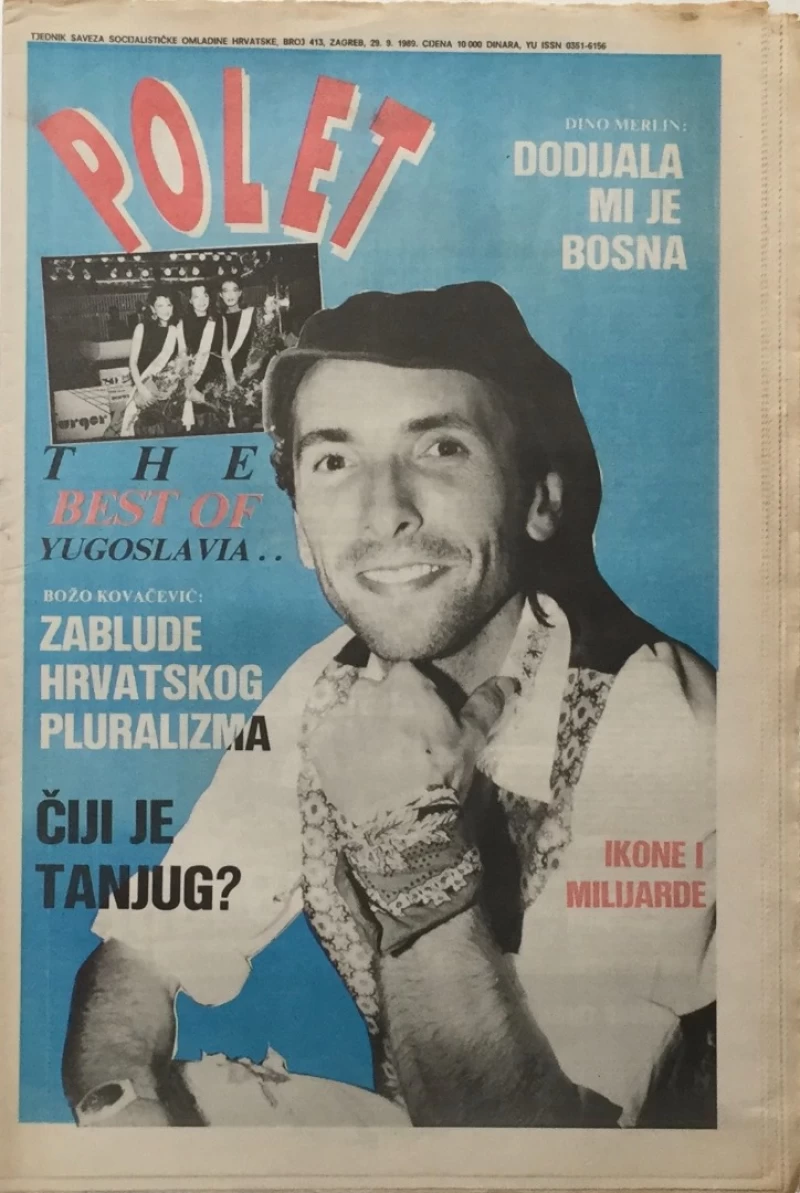 TJEDNIK SAVEZA SOCIJALISTIČKE OMLADINE HRVATSKE, BROJ 413, ZAGREB, 29. 9. 1989. CIJENA 10 000 DINARA, YU ISSN 0351-6156
POLET
DINO MERLIN:
DODIJALA
MI JE
BOSNA
THE
BEST OF
YUGOSLAVIA . .
BOŽO KOVAČEVIĆ:
ZABLUDE
HRVATSKOG
PLURALIZMA
ČIJI JE
TANJUG?
IKONE I
MILIJARDE